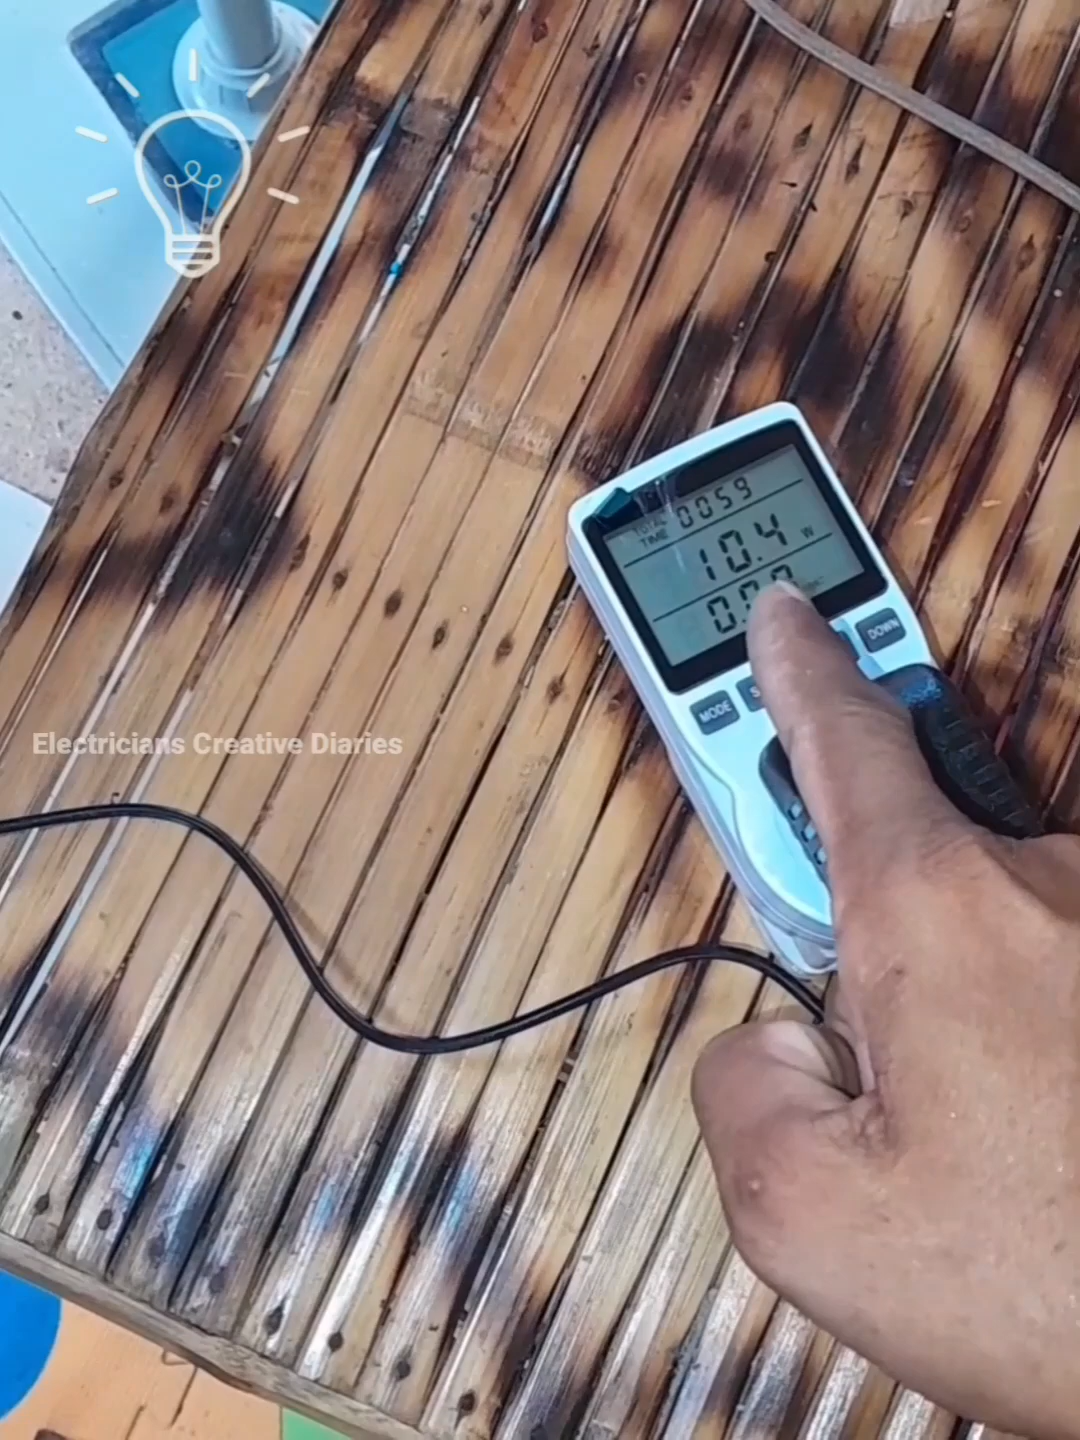 TOTAL
TIME
0059
10.4 W
Electricians Creative Diaries
MODE
DOWN